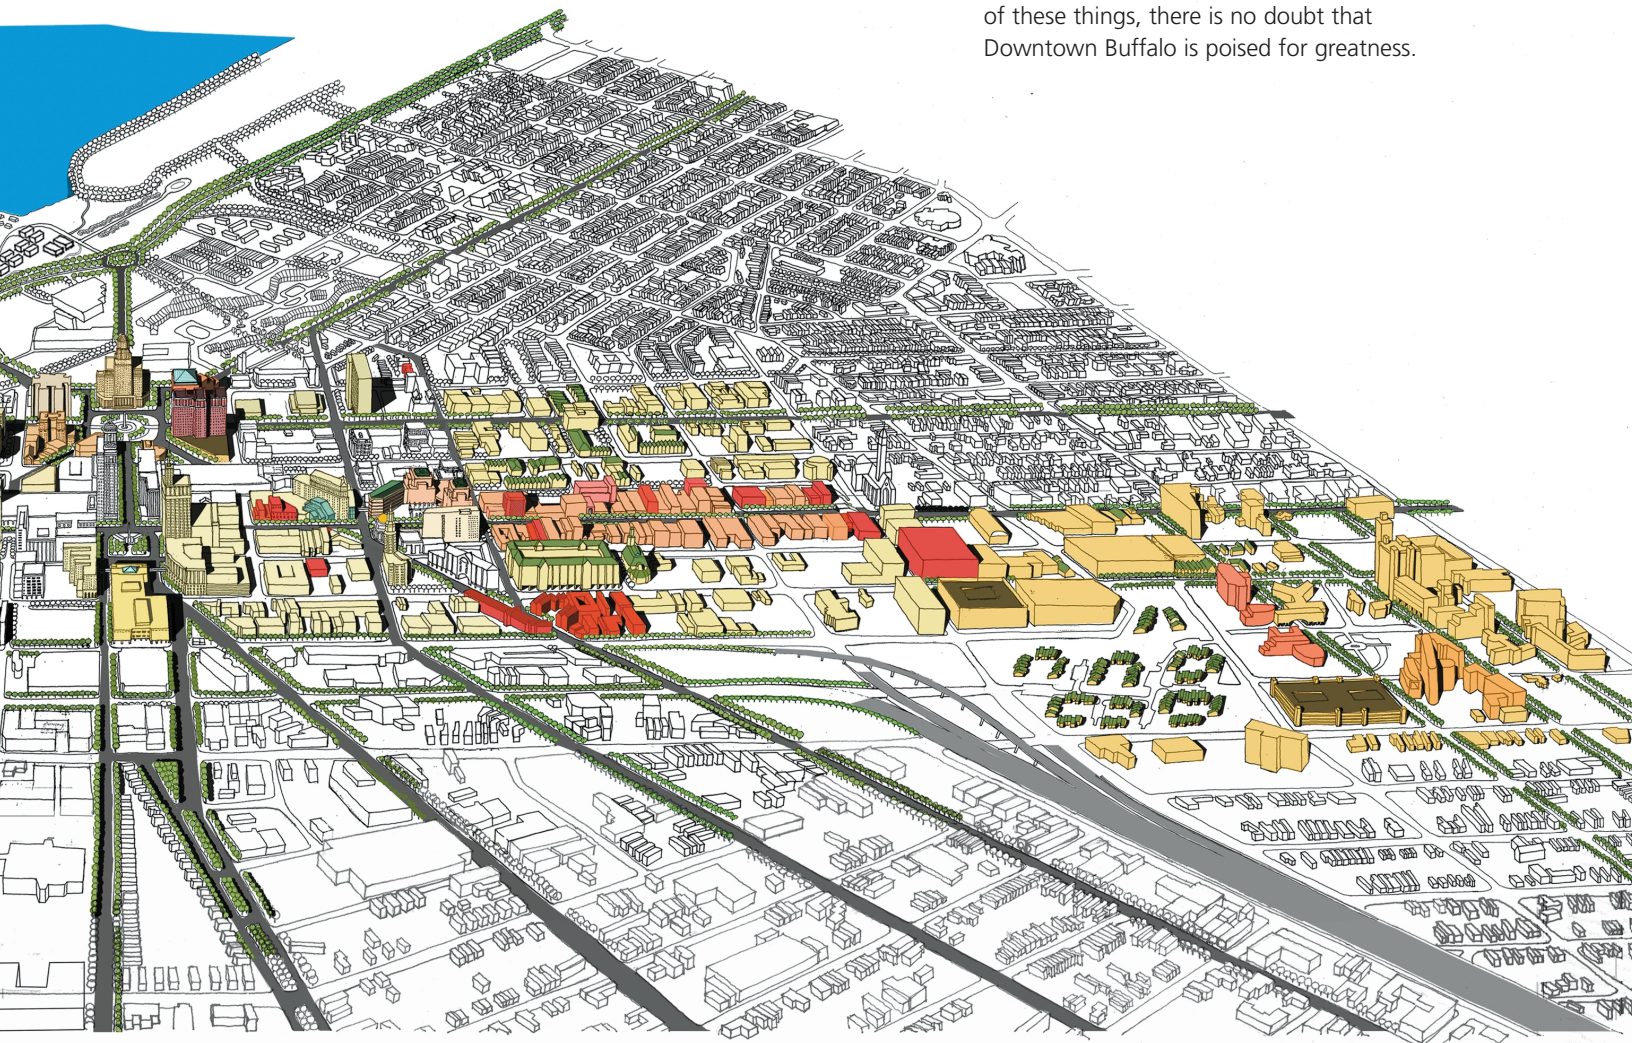 of these things, there is no doubt that
Downtown Buffalo is poised for greatness.